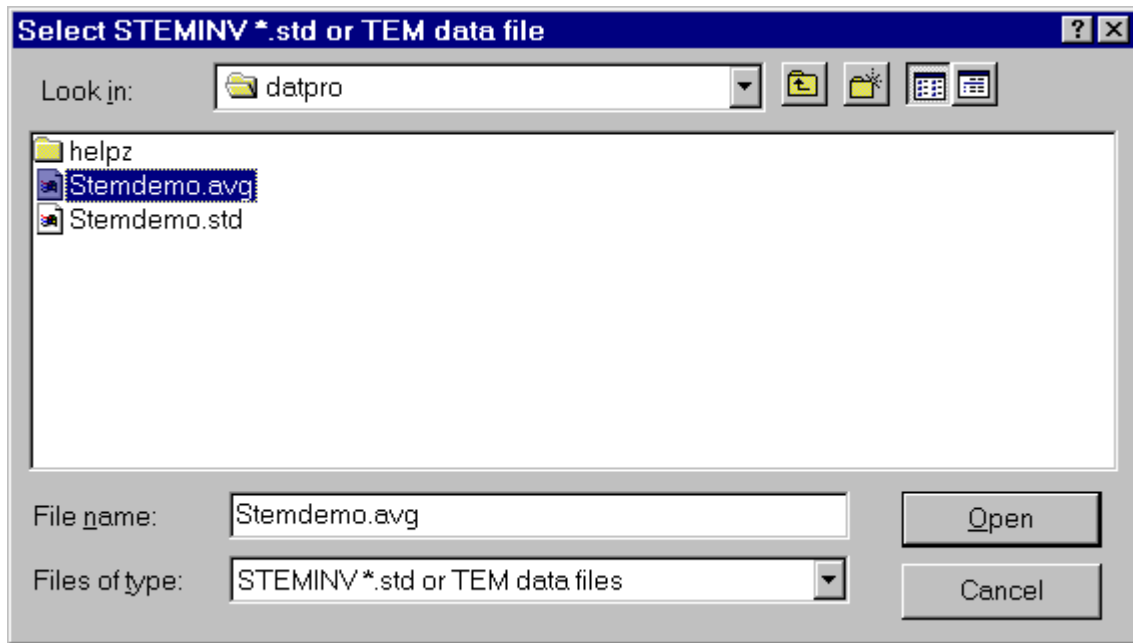 Select STEMINV *.std or TEM data file
Look in: datpro
helpz
Stemdemo.avg
Stemdemo.std
File name: Stemdemo.avg
Open
Files of type: STEMINV *.std or TEM data files
Cancel